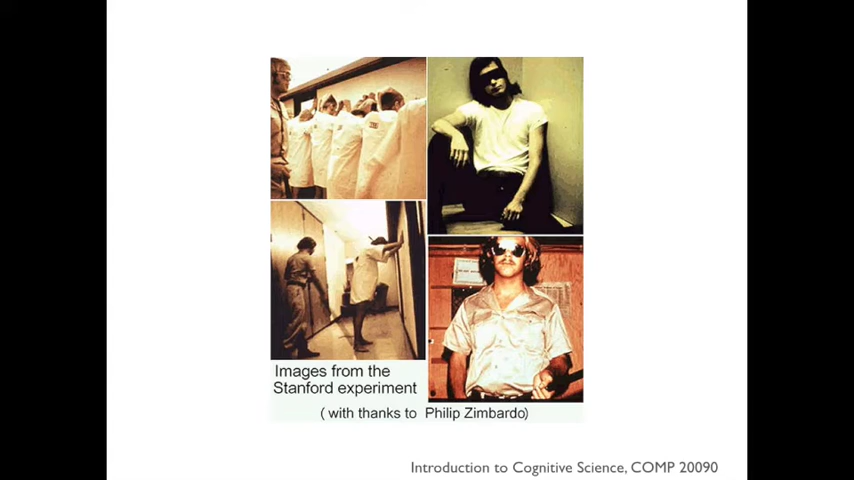 Images from the
Stanford experiment
( with thanks to Philip Zimbardo)
Introduction to Cognitive Science, COMP 20090